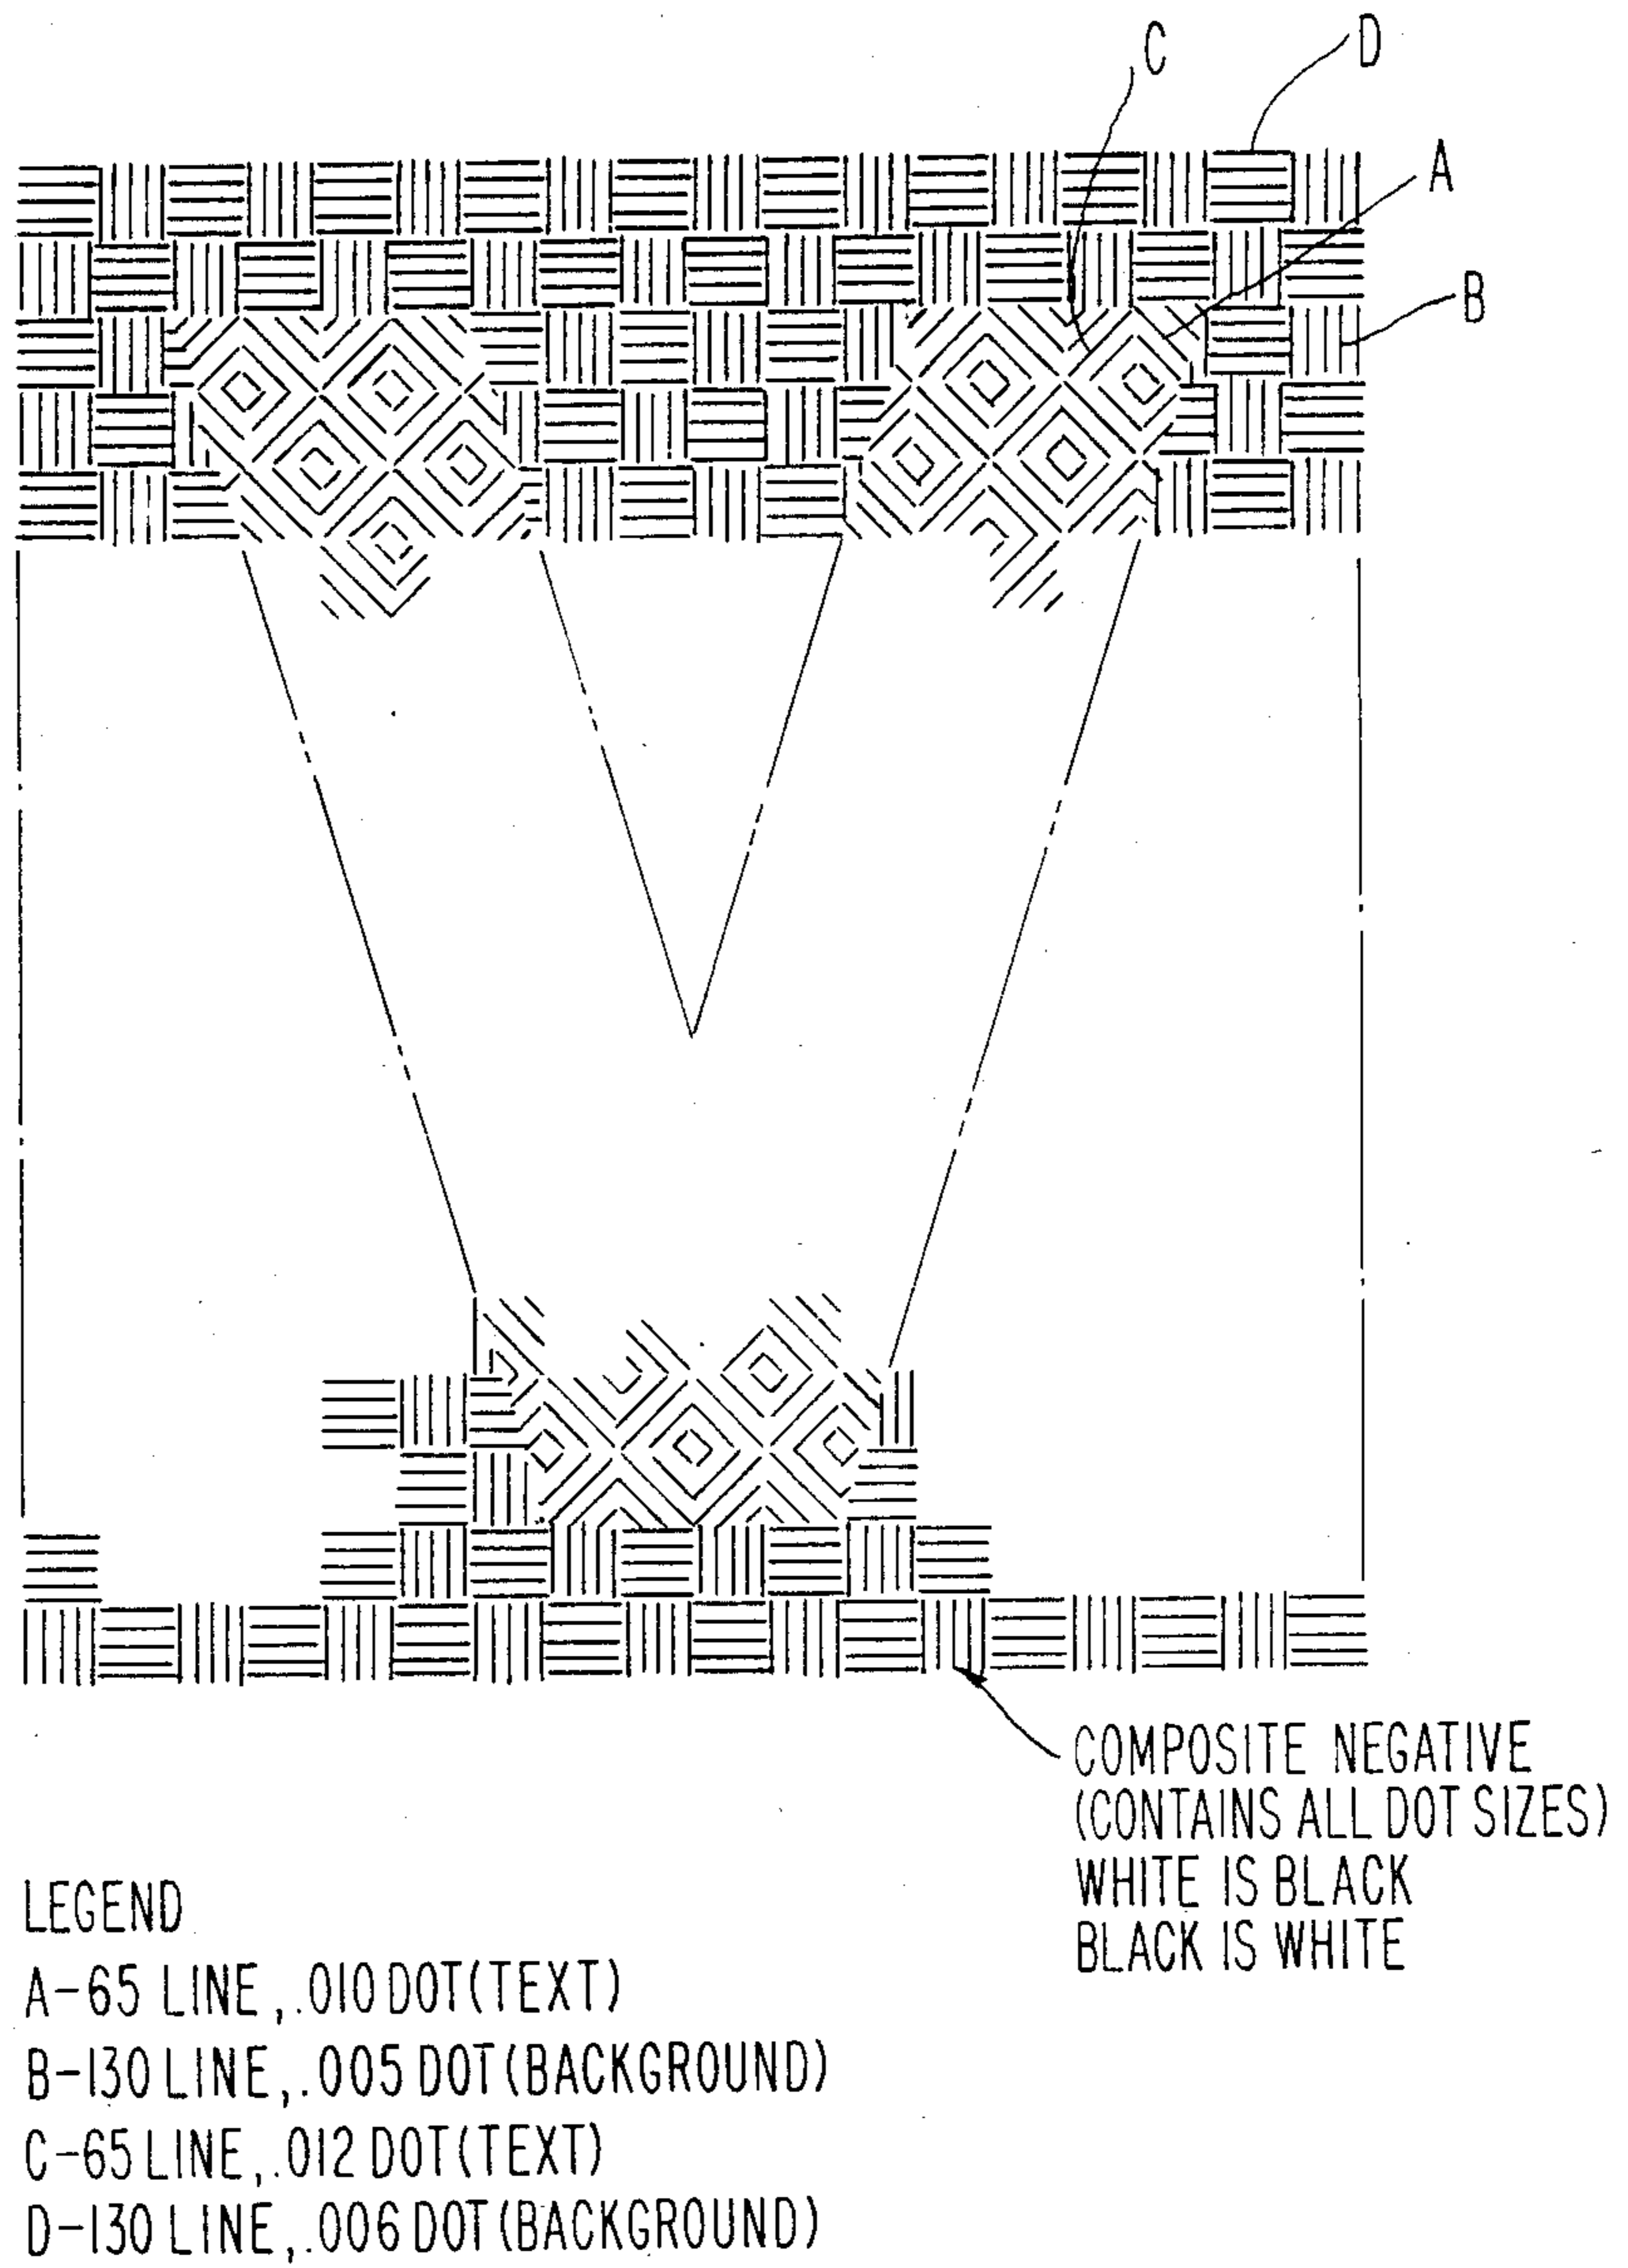 C
D
A
B
COMPOSITE NEGATIVE
(CONTAINS ALL DOT SIZES)
WHITE IS BLACK
BLACK IS WHITE
LEGEND
A-65 LINE, .010 DOT (TEXT)
B-130 LINE, .005 DOT (BACKGROUND)
C-65 LINE, .012 DOT (TEXT)
D-130 LINE, .006 DOT (BACKGROUND)